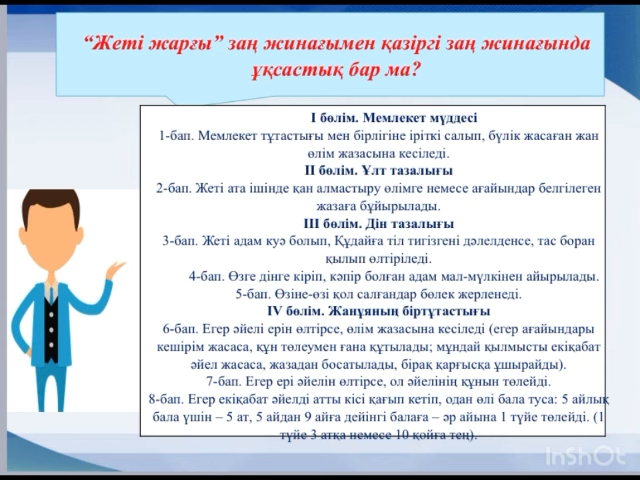 “Жеті жарғы” заң жинағымен қазіргі заң жинағында
ұқсастық бар ма?
I бөлім. Мемлекет мүддесі
1-бап. Мемлекет тұтастығы мен бірлігіне іріткі салып, бүлік жасаған жан
өлім жазасына кесіледі.
II бөлім. Ұлт тазалығы
2-бап. Жеті ата ішінде қан алмастыру өлімге немесе ағайындар белгілеген
жазаға бұйырылады.
III бөлім. Дін тазалығы
3-бап. Жеті адам куә болып, Құдайға тіл тигізгені дәлелденсе, тас боран
қылып өлтіріледі.
4-бап. Өзге дінге кіріп, кәпір болған адам мал-мүлкінен айырылады.
5-бап. Өзіне-өзі қол салғандар бөлек жерленеді.
IV бөлім. Жанұяның біртұтастығы
6-бап. Егер әйелі ерін өлтірсе, өлім жазасына кесіледі (егер ағайындары
кешірім жасаса, құн төлеумен ғана құтылады; мұндай қылмысты екіқабат
әйел жасаса, жазадан босатылады, бірақ қарғысқа ұшырайды).
7-бап. Егер ері әйелін өлтірсе, ол әйелінің құнын төлейді.
8-бап. Егер екіқабат әйелді атты кісі қағып кетіп, одан өлі бала туса: 5 айлық
бала үшін – 5 ат, 5 айдан 9 айға дейінгі балаға – әр айына 1 түйе төлейді. (1
түйе 3 атқа немесе 10 қойға тең).
InShOt